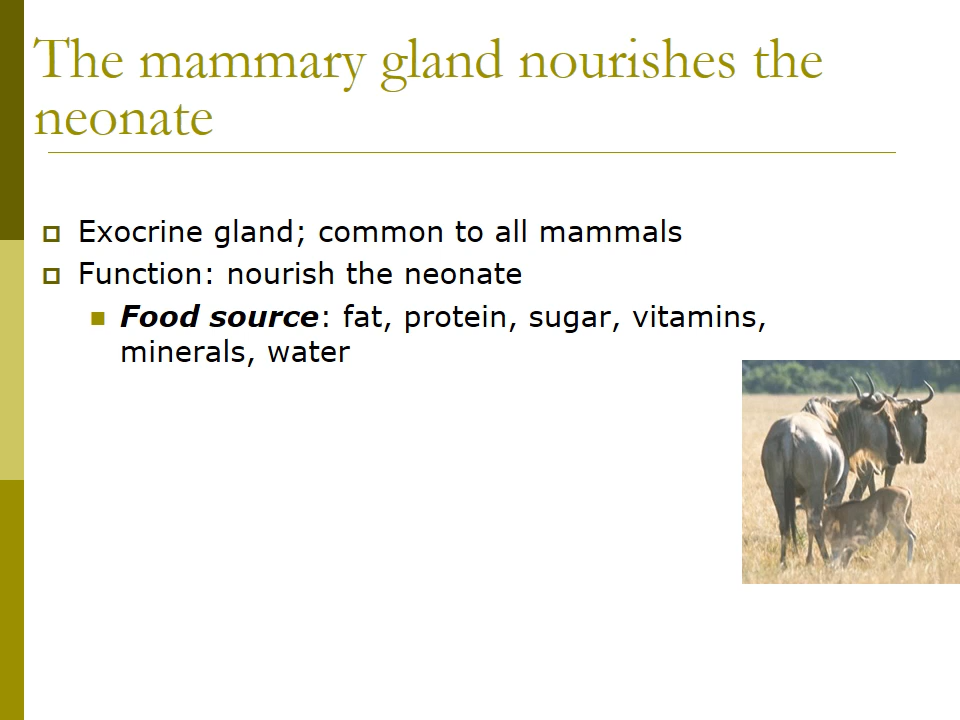 The mammary gland nourishes the
neonate
Exocrine gland; common to all mammals
Function: nourish the neonate
Food source: fat, protein, sugar, vitamins,
minerals, water